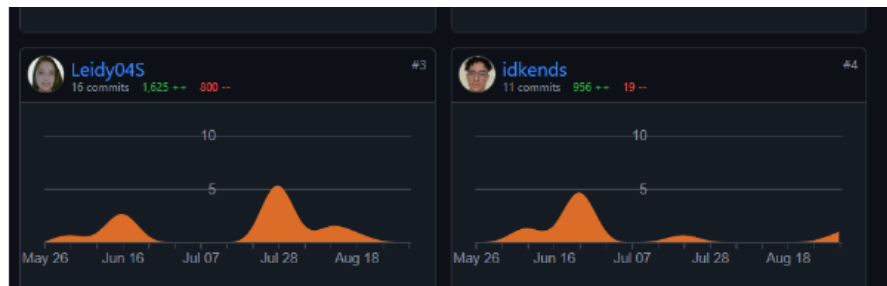 Leidy04S #3
16 commits 1,625 ++ 800 --
10
5
May 26 Jun 16 Jul 07 Jul 28 Aug 18
idkends #4
11 commits 956 ++ 19 --
10
5
May 26 Jun 16 Jul 07 Jul 28 Aug 18